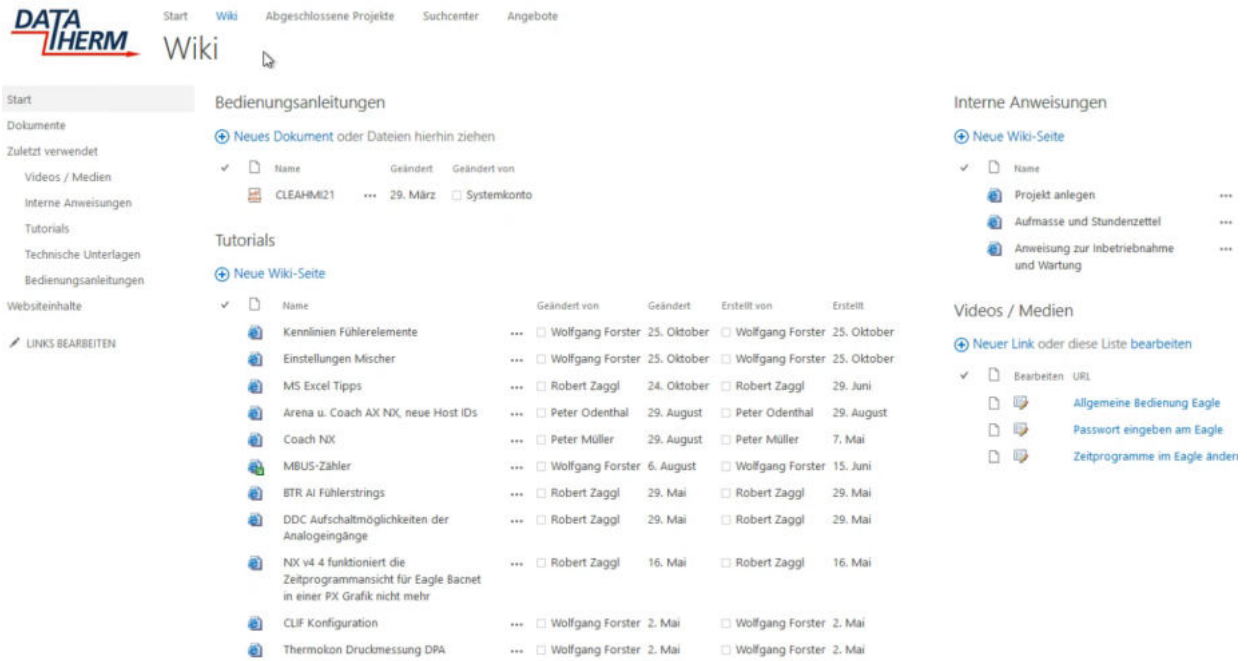 DATA
THERM
Start Wiki Abgeschlossene Projekte Suchcenter Angebote
Wiki
Start
Dokumente
Zuletzt verwendet
Videos / Medien
Interne Anweisungen
Tutorials
Technische Unterlagen
Bedienungsanleitungen
Websiteinhalte
LINKS BEARBEITEN
Bedienungsanleitungen
Neues Dokument oder Dateien hierhin ziehen
Name Geändert Geändert von
CLEAHMI21 ... 29. März Systemkonto
Tutorials
Neue Wiki-Seite
Name Geändert von Geändert Erstellt von Erstellt
Kennlinien Fühlerelemente ... Wolfgang Forster 25. Oktober Wolfgang Forster 25. Oktober
Einstellungen Mischer ... Wolfgang Forster 25. Oktober Wolfgang Forster 25. Oktober
MS Excel Tipps ... Robert Zaggl 24. Oktober Robert Zaggl 29. Juni
Arena u. Coach AX NX, neue Host IDs ... Peter Odenthal 29. August Peter Odenthal 29. August
Coach NX ... Peter Müller 29. August Peter Müller 7. Mai
MBUS-Zähler ... Wolfgang Forster 6. August Wolfgang Forster 15. Juni
BTR AI Fühlerstrings ... Robert Zaggl 29. Mai Robert Zaggl 29. Mai
DDC Aufschaltmöglichkeiten der ... Robert Zaggl 29. Mai Robert Zaggl 29. Mai
Analogeingänge
NX v4 4 funktioniert die ... Robert Zaggl 16. Mai Robert Zaggl 16. Mai
Zeitprogrammansicht für Eagle Bacnet
in einer PX Grafik nicht mehr
CLIF Konfiguration ... Wolfgang Forster 2. Mai Wolfgang Forster 2. Mai
Thermokon Druckmessung DPA ... Wolfgang Forster 2. Mai Wolfgang Forster 2. Mai
Interne Anweisungen
Neue Wiki-Seite
Name
Projekt anlegen ...
Aufmasse und Stundenzettel ...
Anweisung zur Inbetriebnahme ...
und Wartung
Videos / Medien
Neuer Link oder diese Liste bearbeiten
Bearbeiten URL
Allgemeine Bedienung Eagle
Passwort eingeben am Eagle
Zeitprogramme im Eagle ändern